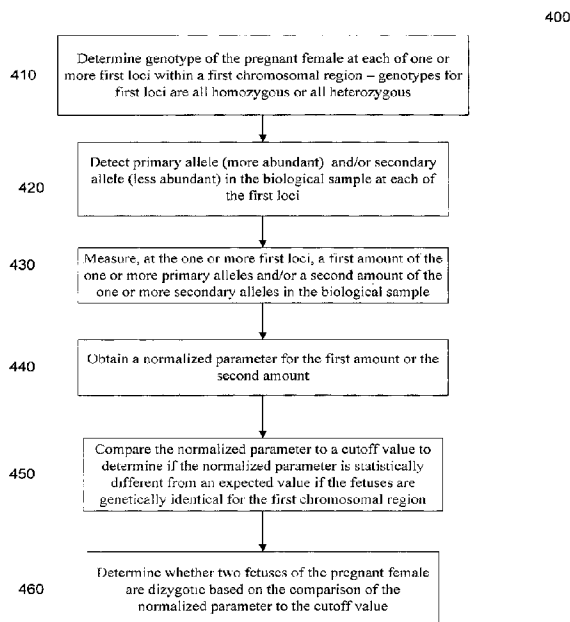 400
410
Determine genotype of the pregnant female at each of one or
more first loci within a first chromosomal region – genotypes for
first loci are all homozygous or all heterozygous
420
Detect primary allele (more abundant) and/or secondary
allele (less abundant) in the biological sample at each of
the first loci
430
Measure, at the one or more first loci, a first amount of the
one or more primary alleles and/or a second amount of the
one or more secondary alleles in the biological sample
440
Obtain a normalized parameter for the first amount or the
second amount
450
Compare the normalized parameter to a cutoff value to
determine if the normalized parameter is statistically
different from an expected value if the fetuses are
genetically identical for the first chromosomal region
460
Determine whether two fetuses of the pregnant female
are dizygotic based on the comparison of the
normalized parameter to the cutoff value